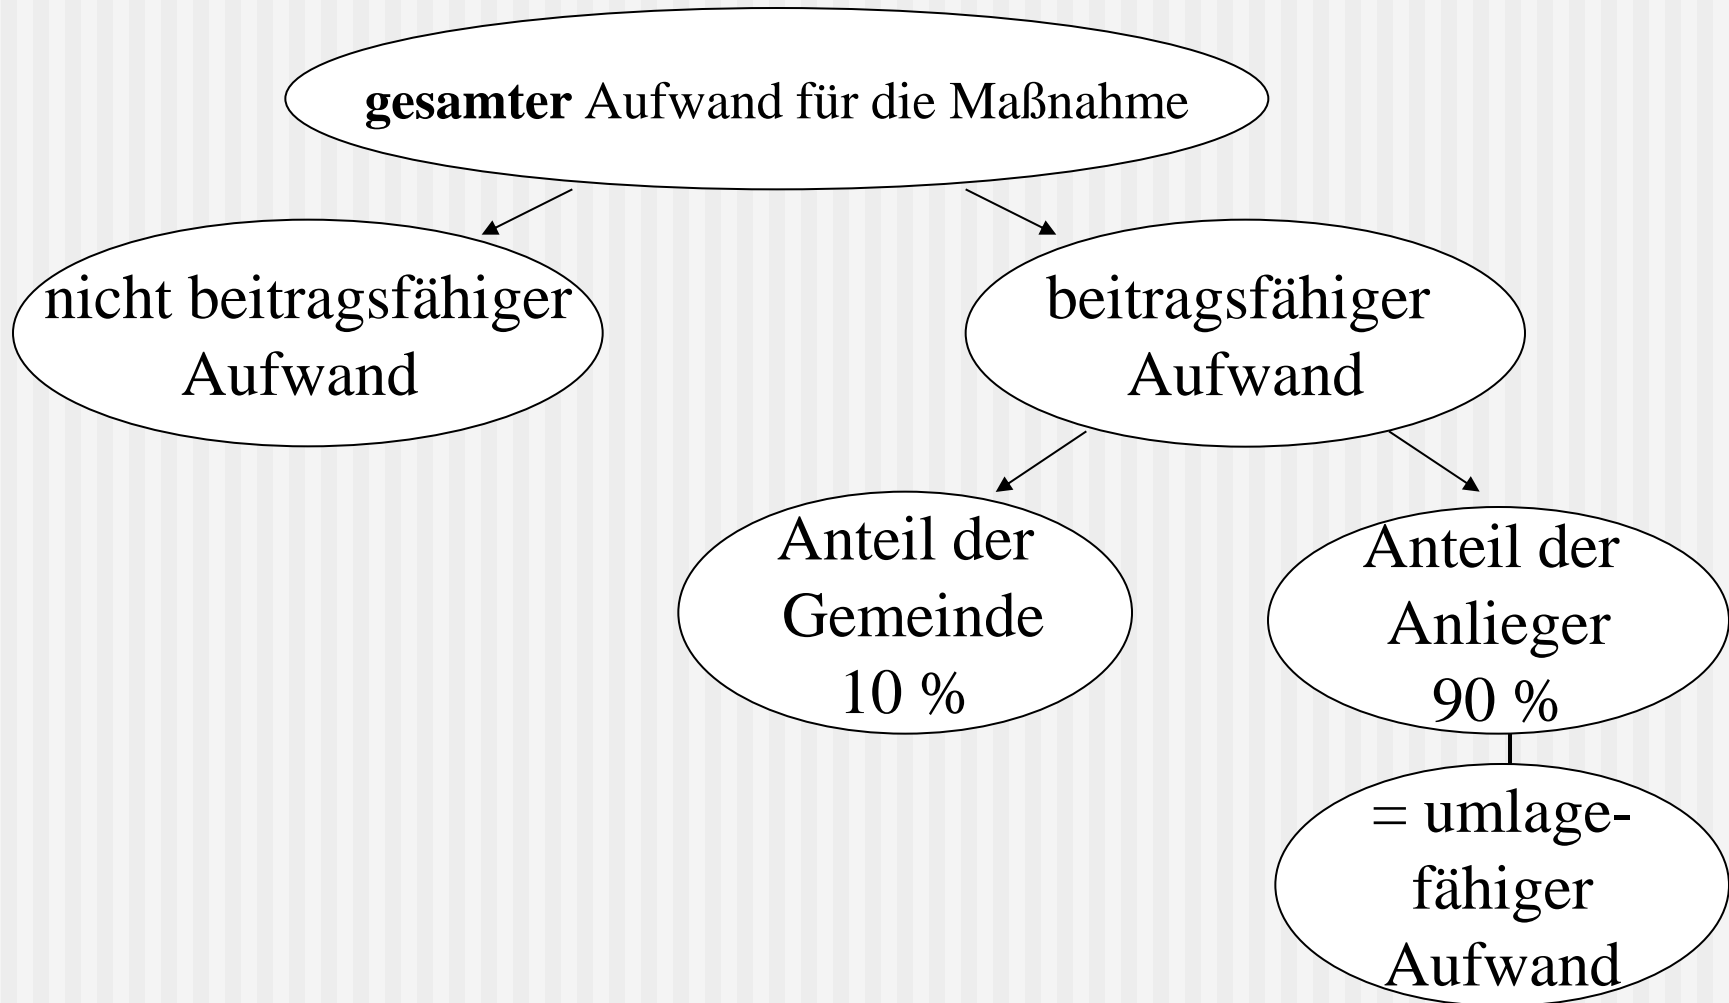 gesamter Aufwand für die Maßnahme
nicht beitragsfähiger
Aufwand
beitragsfähiger
Aufwand
Anteil der
Gemeinde
10 %
Anteil der
Anlieger
90 %
= umlage-
fähiger
Aufwand